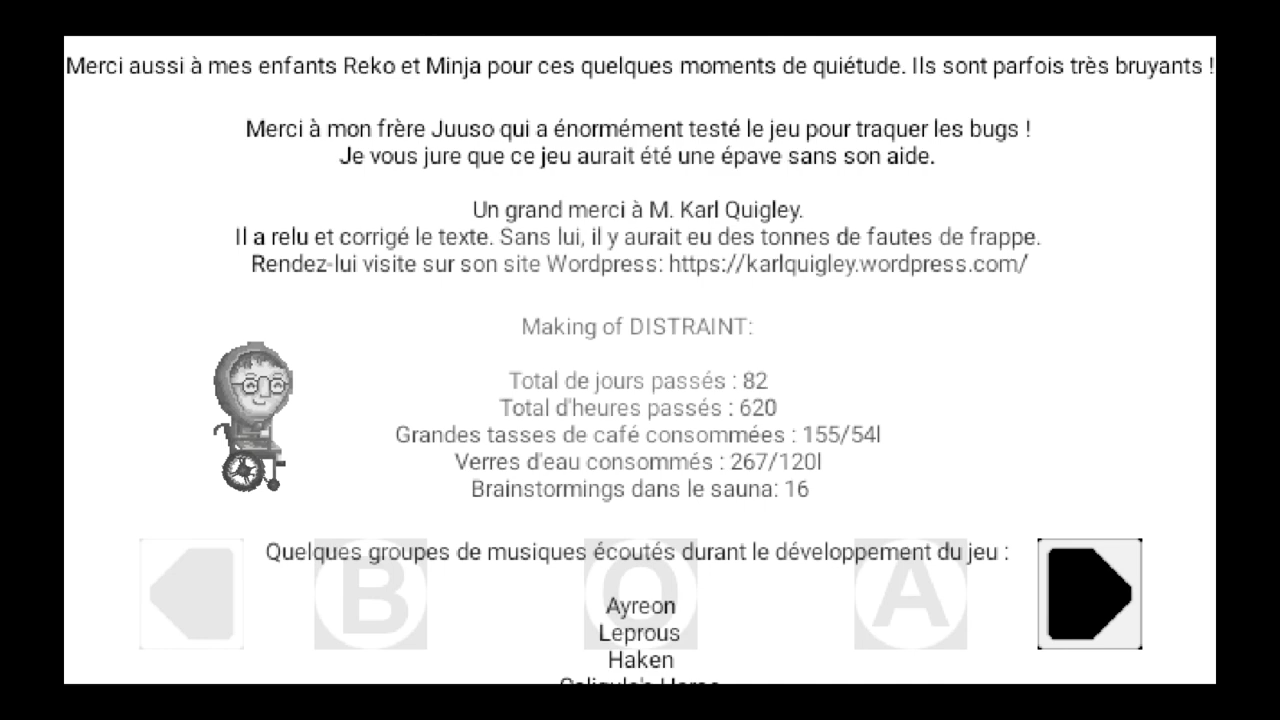 Merci aussi à mes enfants Reko et Minja pour ces quelques moments de quiétude. Ils sont parfois très bruyants !
Merci à mon frère Juuso qui a énormément testé le jeu pour traquer les bugs !
Je vous jure que ce jeu aurait été une épave sans son aide.
Un grand merci à M. Karl Quigley.
Il a relu et corrigé le texte. Sans lui, il y aurait eu des tonnes de fautes de frappe.
Rendez-lui visite sur son site Wordpress: https://karlquigley.wordpress.com/
Making of DISTRAINT:
Total de jours passés : 82
Total d'heures passés : 620
Grandes tasses de café consommées : 155/54l
Verres d'eau consommés : 267/120l
Brainstormings dans le sauna: 16
Quelques groupes de musiques écoutés durant le développement du jeu :
B O A
Ayreon
Leprous
Haken